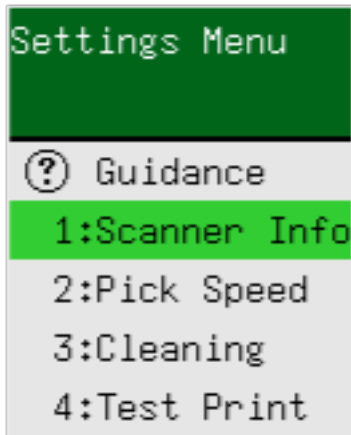 Settings Menu
? Guidance
1:Scanner Info
2:Pick Speed
3:Cleaning
4:Test Print